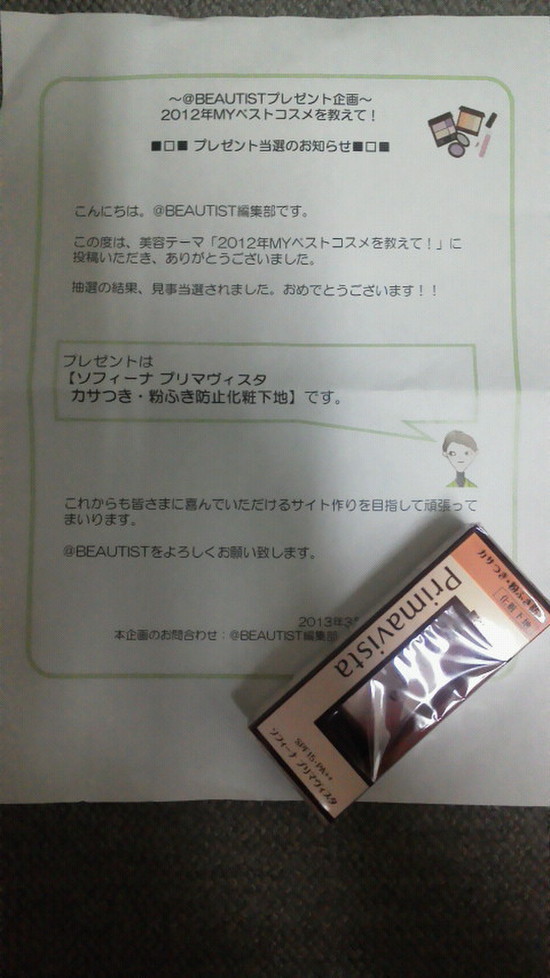 ～@BEAUTISTプレゼント企画～
2012年MYベストコスメを教えて！
■□■ プレゼント当選のお知らせ■□■
こんにちは。@BEAUTIST編集部です。
この度は、美容テーマ「2012年MYベストコスメを教えて！」に
投稿いただき、ありがとうございました。
抽選の結果、見事当選されました。おめでとうございます！！
プレゼントは
【ソフィーナ プリマヴィスタ
カサつき・粉ふき防止化粧下地】です。
これからも皆さまに喜んでいただけるサイト作りを目指して頑張って
まいります。
@BEAUTISTをよろしくお願い致します。
2013年3
本企画のお問合わせ：@BEAUTIST編集部
カサつき・粉ふき防
化粧下地
Primavista
SPF15・PA++
ソフィーナ プリマヴィスタ